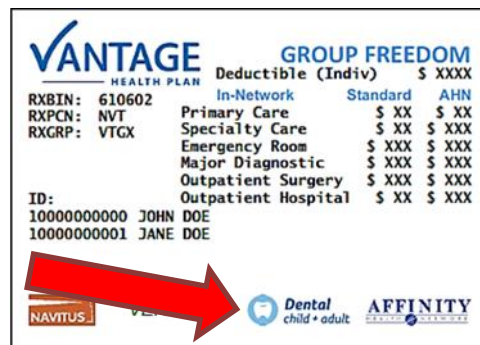 VANTAGE
HEALTH PLAN
GROUP FREEDOM
Deductible (Indiv) $ XXXX
In-Network Standard AHN
RXBIN: 610602
RXPCN: NVT
RXGRP: VTGX
Primary Care $ XX $ XX
Specialty Care $ XX $ XXX
Emergency Room $ XXX $ XXX
Major Diagnostic $ XXX $ XXX
Outpatient Surgery $ XXX $ XXX
Outpatient Hospital $ XX $ XXX
ID:
10000000000 JOHN DOE
10000000001 JANE DOE
NAVITUS
Dental
child + adult
AFFINITY
HEALTH NETWORK